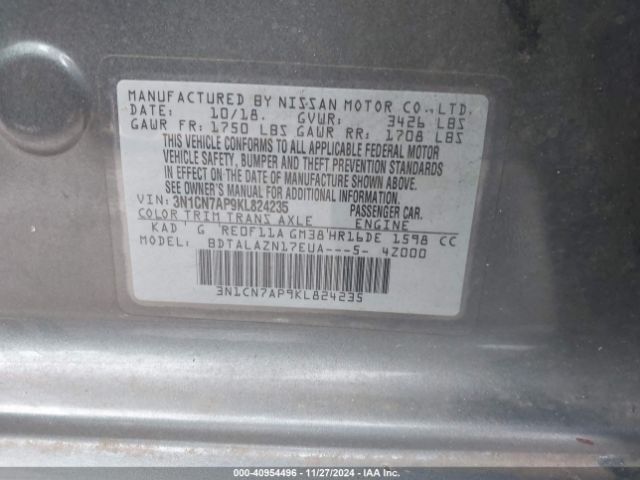 MANUFACTURED BY NISSAN MOTOR CO.,LTD.
DATE: 10/18. GVWR: 3426 LBS
GAWR FR: 1750 LBS GAWR RR: 1708 LBS
THIS VEHICLE CONFORMS TO ALL APPLICABLE FEDERAL MOTOR
VEHICLE SAFETY, BUMPER AND THEFT PREVENTION STANDARDS
IN EFFECT ON THE DATE OF MANUFACTURE SHOWN ABOVE.
SEE OWNER'S MANUAL FOR ADDITIONAL INFORMATION.
VIN: 3N1CN7AP9KL824235 PASSENGER CAR.
COLOR TRIM TRANS AXLE ENGINE
KAD G RE0F11A GM38 HR16DE 1598 CC
MODEL: BDTALAZN17EUA---5- 4Z000
3N1CN7AP9KL824235
000-40954496 - 11/27/2024 - IAA Inc.